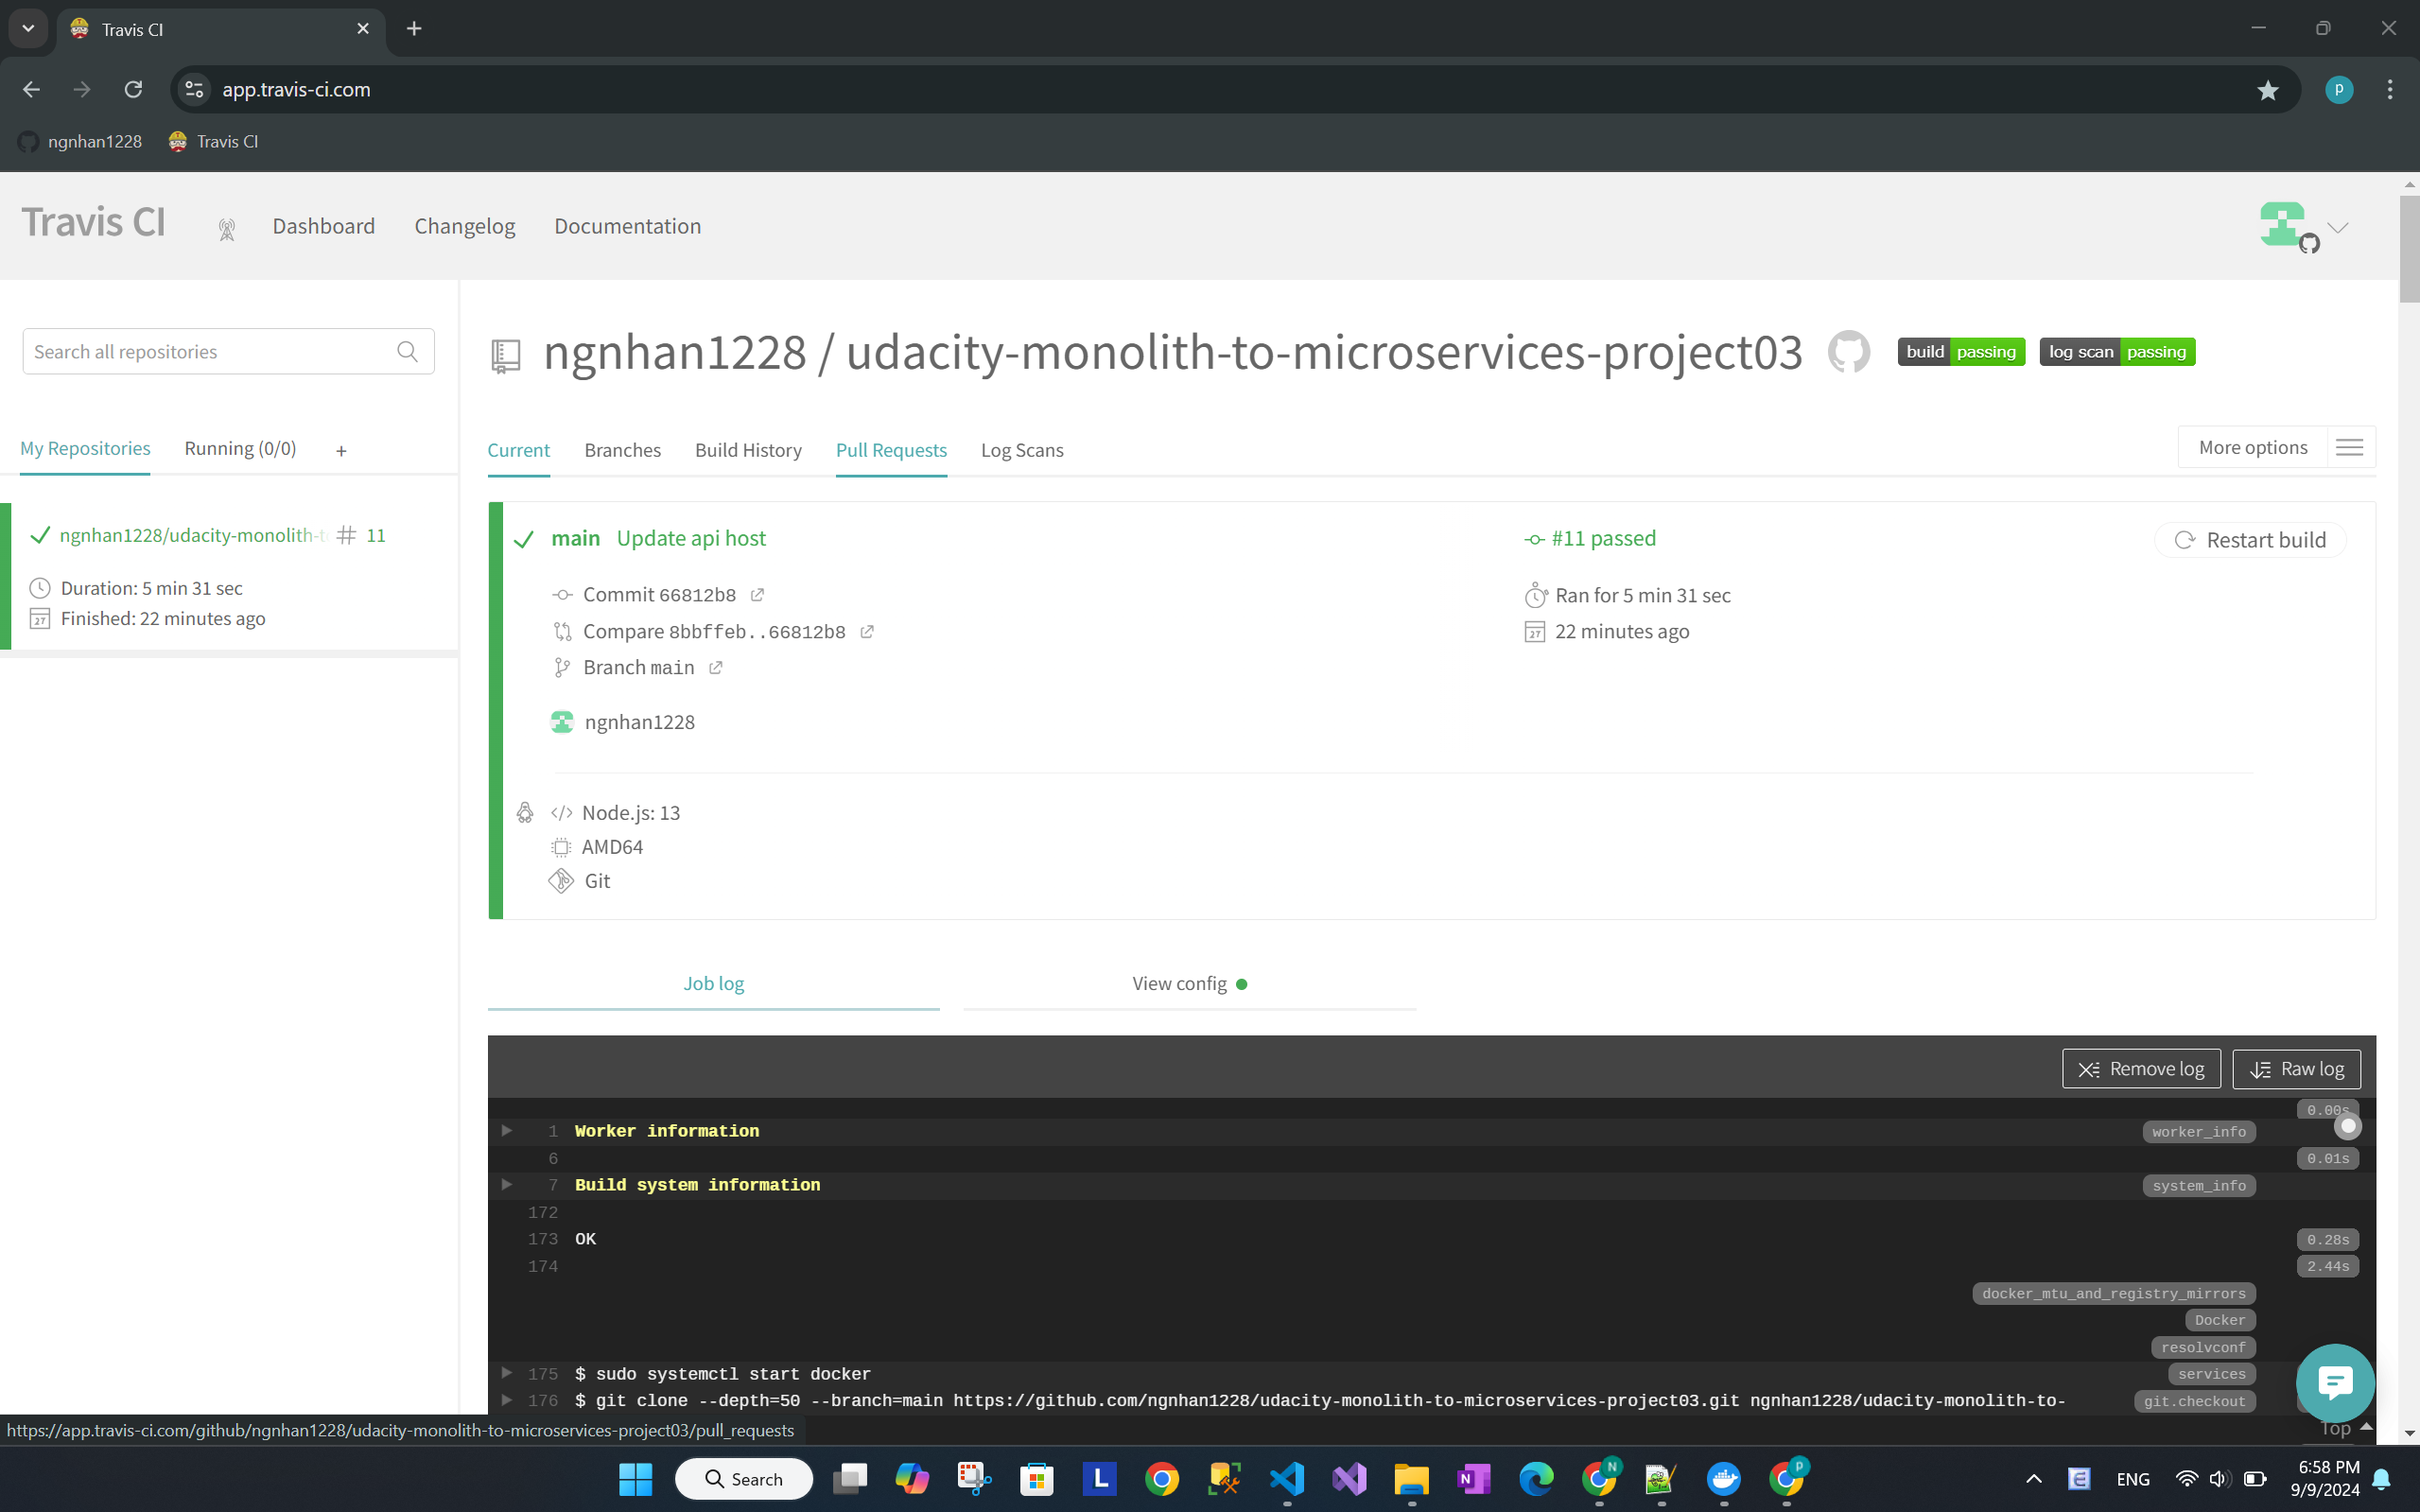 Travis CI
app.travis-ci.com
P
ngnhan1228
Travis CI
Travis CI
Dashboard
Changelog
Documentation
Search all repositories
ngnhan1228 / udacity-monolith-to-microservices-project03
build passing
log scan passing
My Repositories
Running (0/0)
+
Current
Branches
Build History
Pull Requests
Log Scans
More options
ngnhan1228/udacity-monolith-t
# 11
Duration: 5 min 31 sec
27 Finished: 22 minutes ago
main Update api host
#11 passed
Restart build
Commit 66812b8
Ran for 5 min 31 sec
Compare 8bbffeb..66812b8
27 22 minutes ago
Branch main
ngnhan1228
</> Node.js: 13
AMD64
Git
Job log
View config
Remove log
Raw log
0.00s
1 Worker information worker_info
6 0.01s
7 Build system information system_info
172
173 OK 0.28s
174 2.44s
docker_mtu_and_registry_mirrors
Docker
resolvconf
175 $ sudo systemctl start docker services
176 $ git clone --depth=50 --branch=main https://github.com/ngnhan1228/udacity-monolith-to-microservices-project03.git ngnhan1228/udacity-monolith-to- git.checkout
Top
https://app.travis-ci.com/github/ngnhan1228/udacity-monolith-to-microservices-project03/pull_requests
Search
L
N
N
P
E
ENG
6:58 PM
9/9/2024